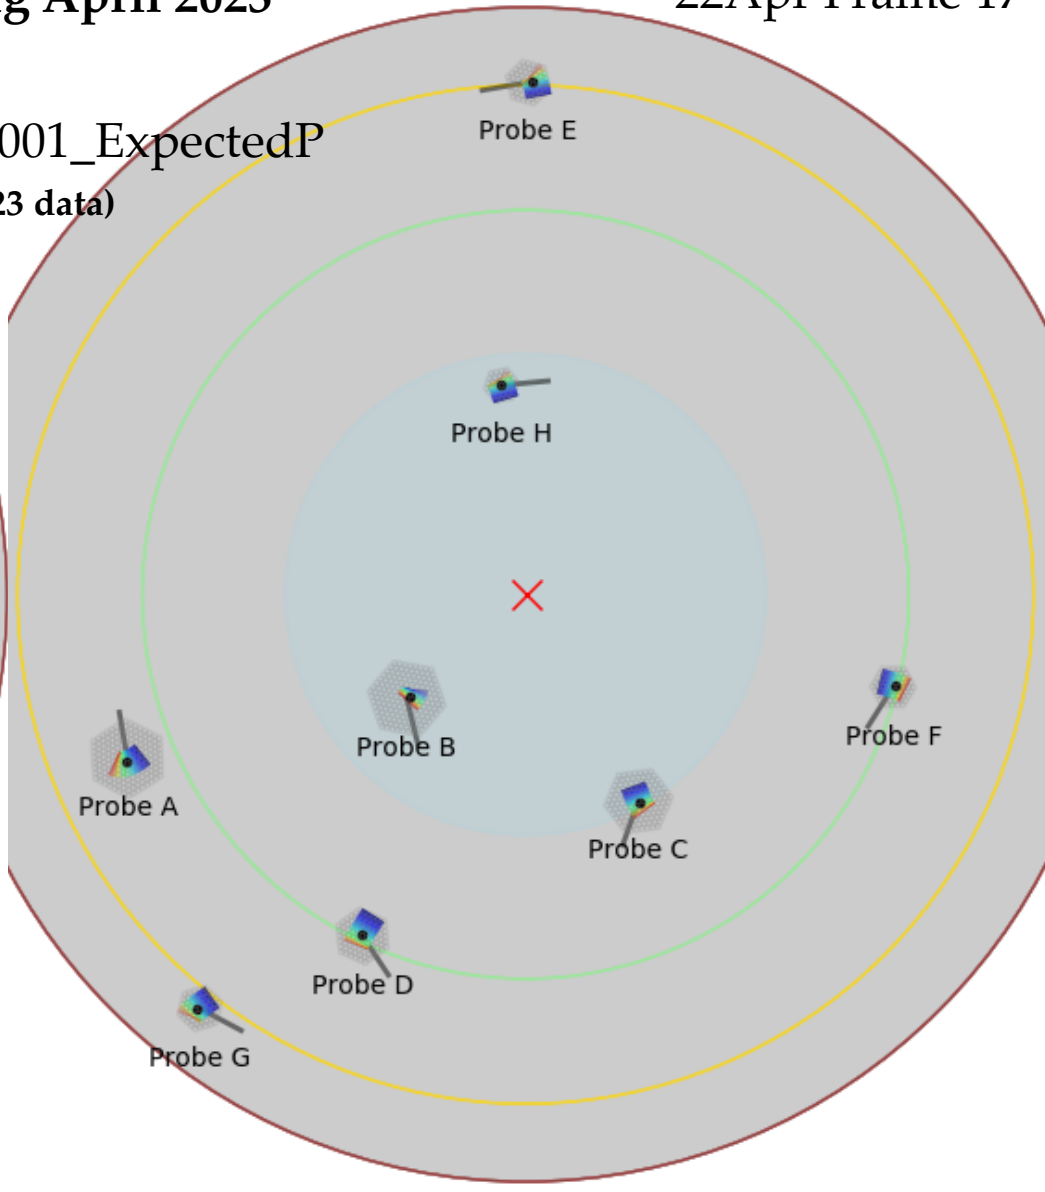 g April 2023
22Apr Frame 17
001_ExpectedP
23 data)
Probe E
Probe H
Probe B
Probe F
Probe A
Probe C
Probe D
Probe G